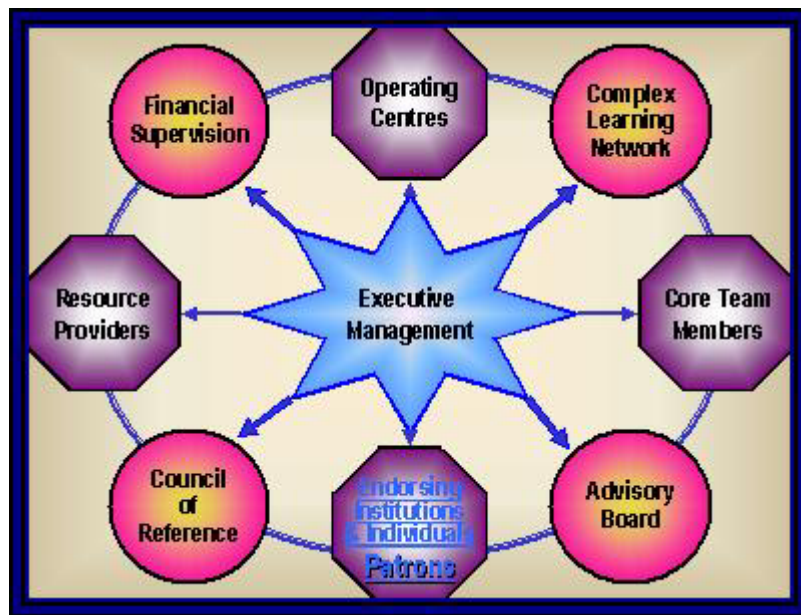 Financial
Supervision
Operating
Centres
Complex
Learning
Network
Resource
Providers
Executive
Management
Core Team
Members
Council
of
Reference
Endorsing
Institutions
& Individuals
Patrons
Advisory
Board